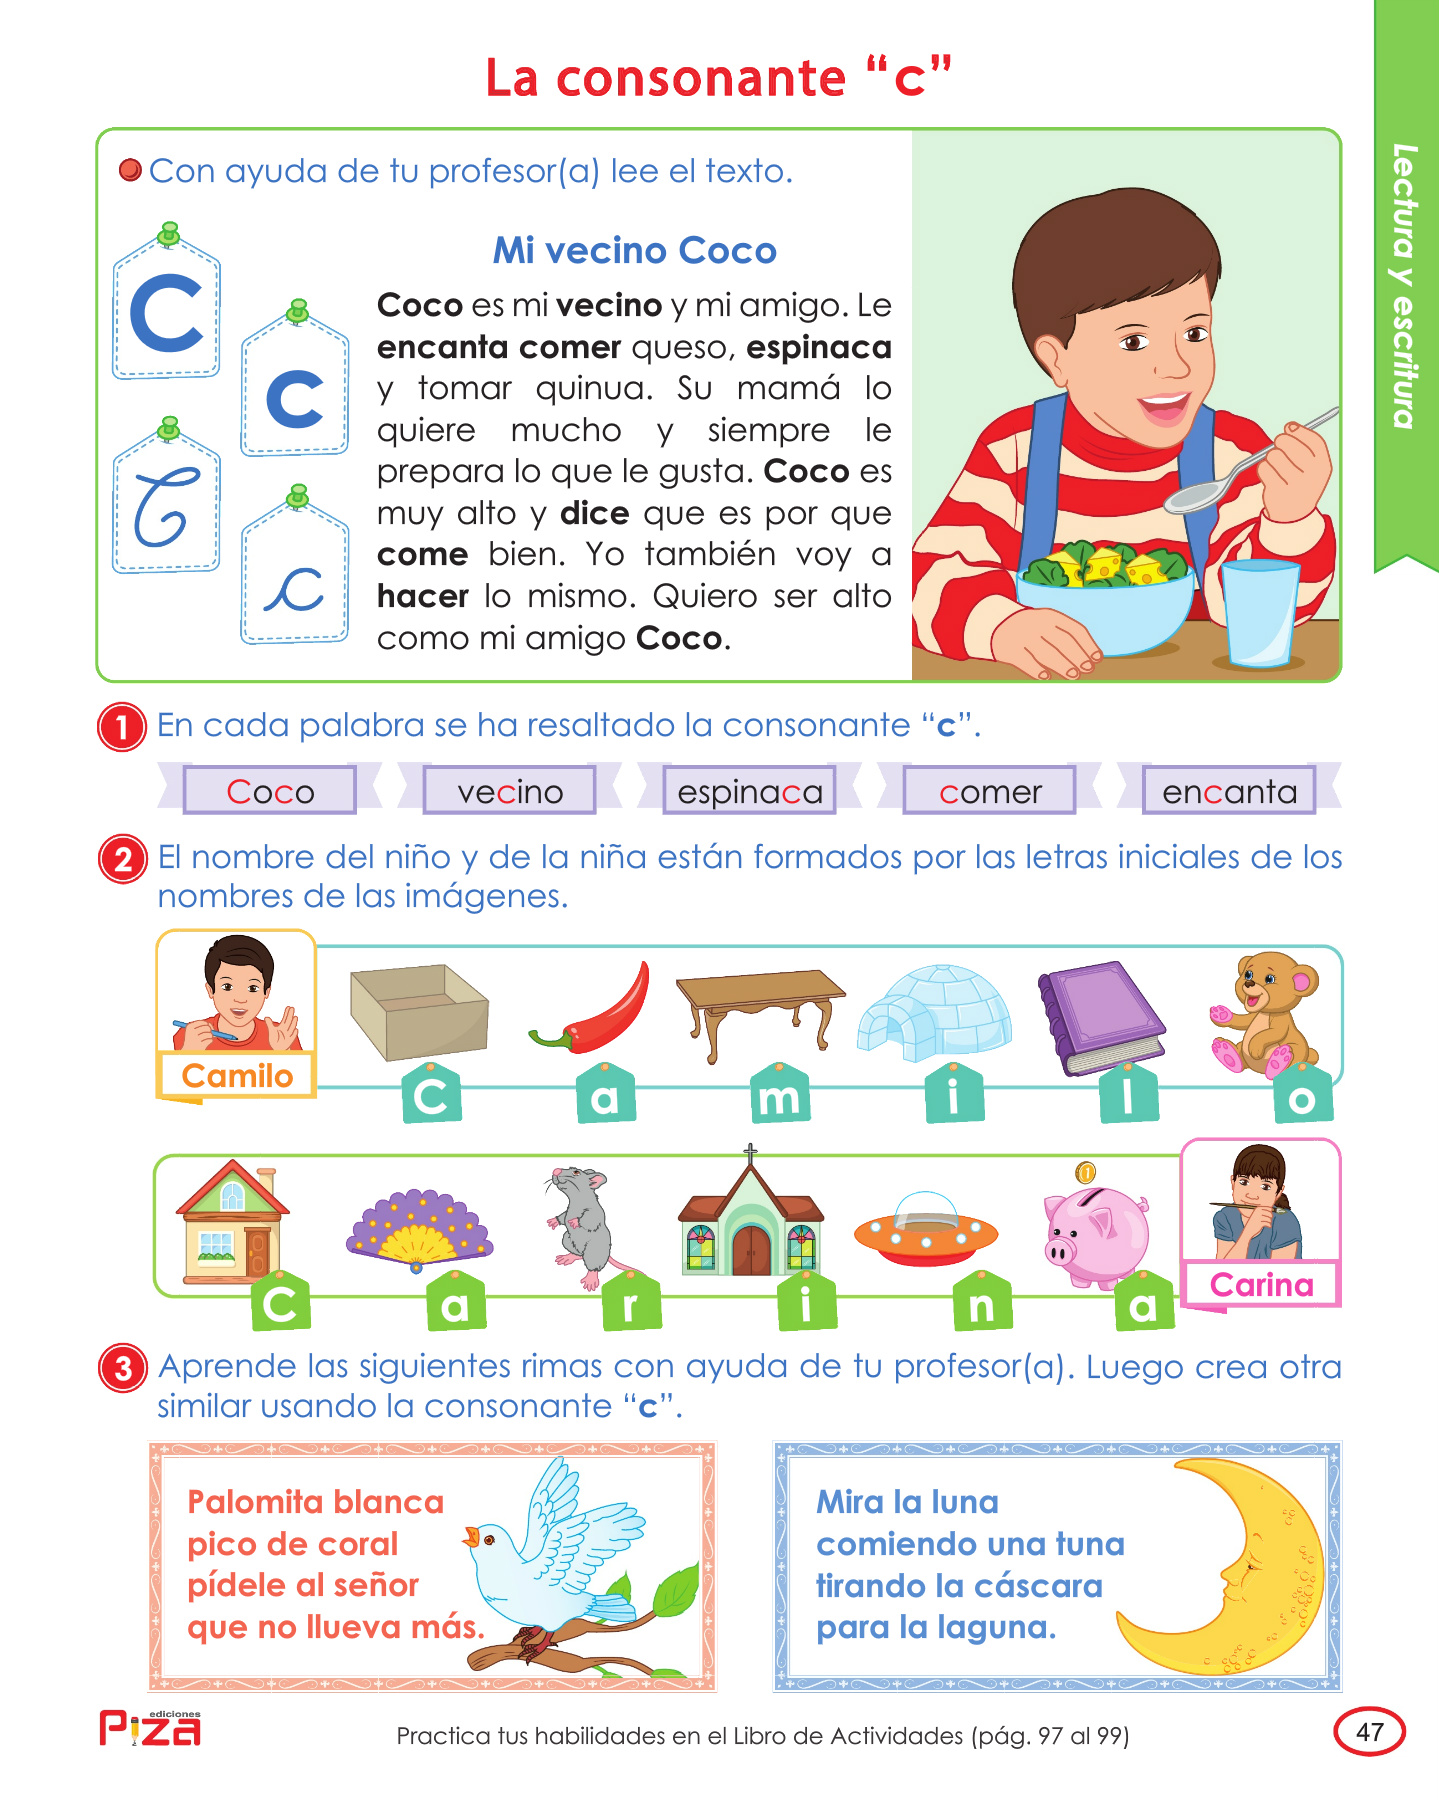 La consonante “c”
Lectura y escritura
Con ayuda de tu profesor(a) lee el texto.
C
c
C
c
Mi vecino Coco
Coco es mi vecino y mi amigo. Le
encanta comer queso, espinaca
y tomar quinua. Su mamá lo
quiere mucho y siempre le
prepara lo que le gusta. Coco es
muy alto y dice que es por que
come bien. Yo también voy a
hacer lo mismo. Quiero ser alto
como mi amigo Coco.
1 En cada palabra se ha resaltado la consonante “c”.
Coco vecino espinaca comer encanta
2 El nombre del niño y de la niña están formados por las letras iniciales de los
nombres de las imágenes.
Camilo
C a m i l o
1
C a r i n a
Carina
3 Aprende las siguientes rimas con ayuda de tu profesor(a). Luego crea otra
similar usando la consonante “c”.
Palomita blanca
pico de coral
pídele al señor
que no llueva más.
Mira la luna
comiendo una tuna
tirando la cáscara
para la laguna.
ediciones
Piza
Practica tus habilidades en el Libro de Actividades (pág. 97 al 99)
47